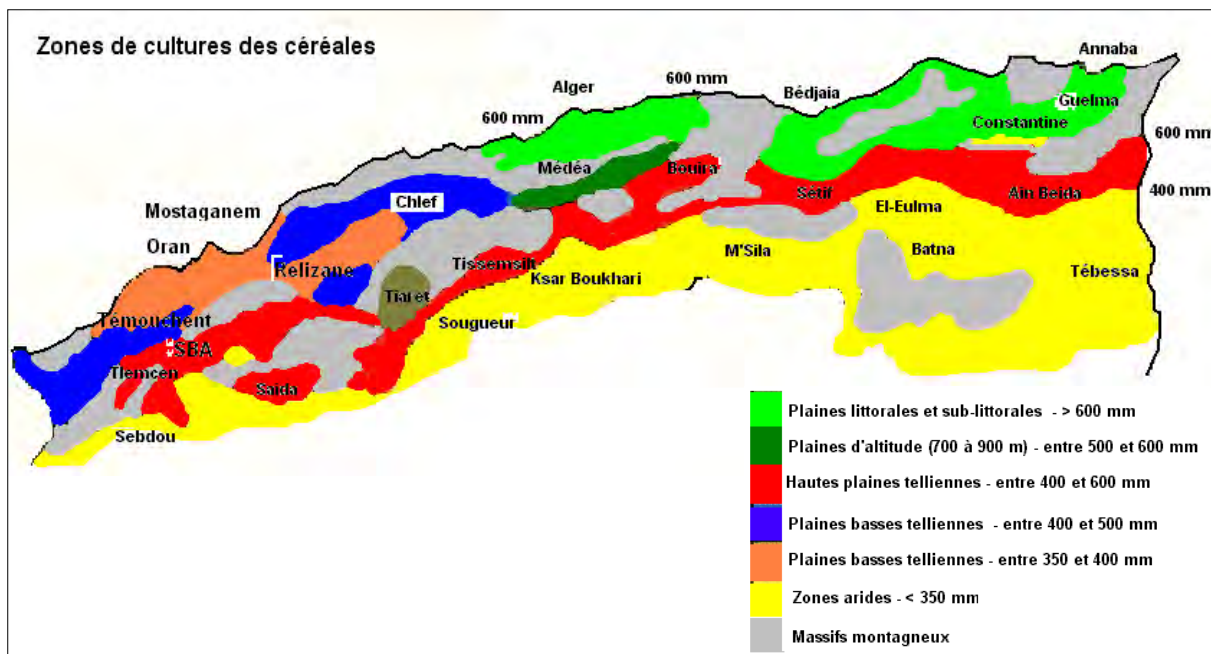 Zones de cultures des céréales
Annaba
600 mm
Alger
Bédjaia
Guelma
600 mm
Constantine
600 mm
Médéa
Bouira
400 mm
Sétif
Ain Beida
Chlef
El-Eulma
Mostaganem
Oran
M'Sila
Batna
Relizane
Tissemsilt
Ksar Boukhari
Tébessa
Tiaret
Témouchent
Sougueur
SBA
Tlemcen
Saida
Sebdou
Plaines littorales et sub-littorales - > 600 mm
Plaines d'altitude (700 à 900 m) - entre 500 et 600 mm
Hautes plaines telliennes - entre 400 et 600 mm
Plaines basses telliennes - entre 400 et 500 mm
Plaines basses telliennes - entre 350 et 400 mm
Zones arides - < 350 mm
Massifs montagneux